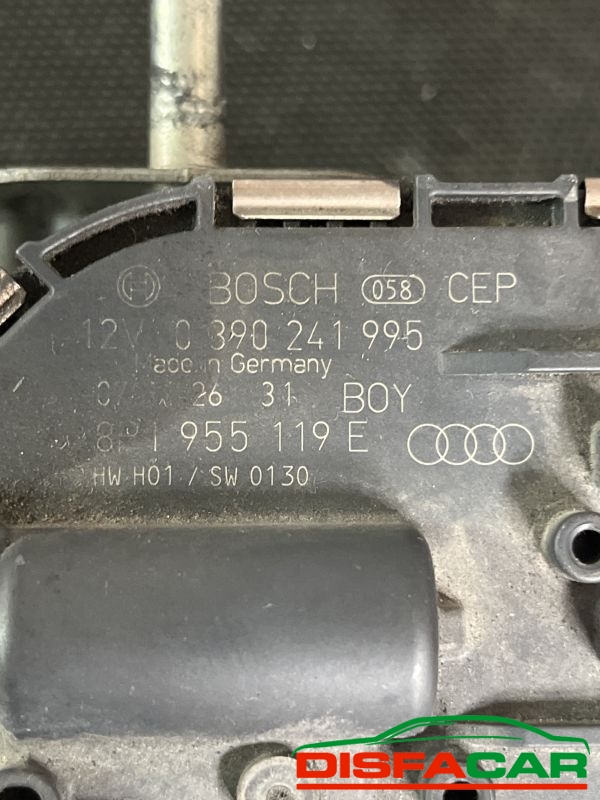 BOSCH 058 CEP
12V 0 390 241 995
Made in Germany
26 31 BOY
955 119 E
HW H01 / SW 0130
DISFACAR